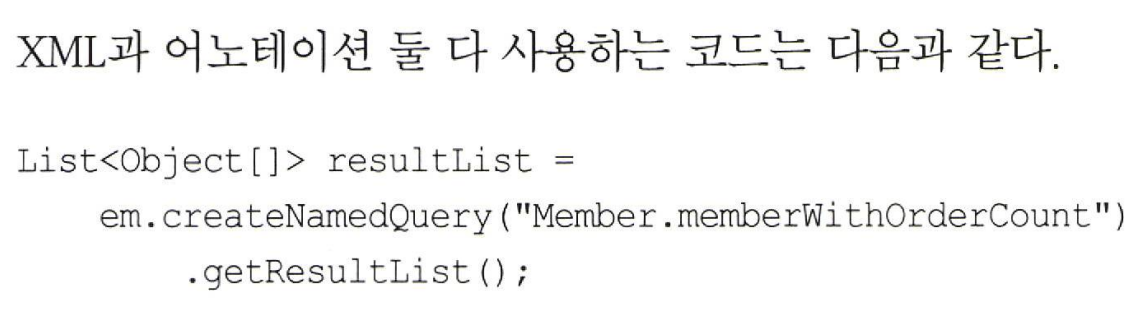 XML과 어노테이션 둘 다 사용하는 코드는 다음과 같다.
List<Object[]> resultList =
    em.createNamedQuery("Member.memberWithOrderCount")
        .getResultList();